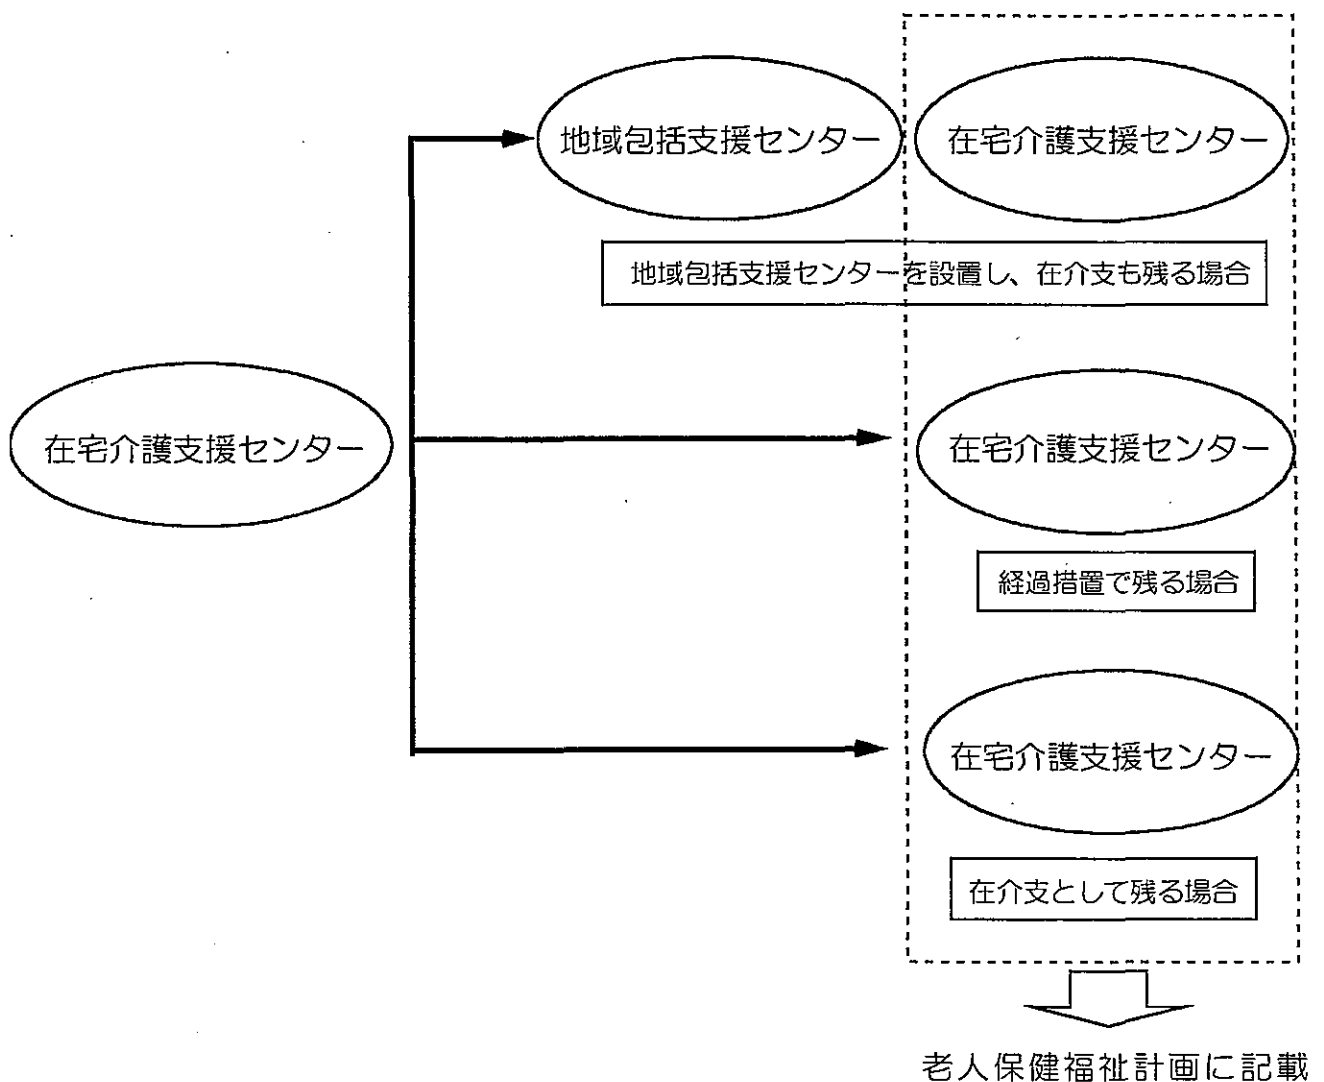 地域包括支援センター
在宅介護支援センター
地域包括支援センターを設置し、在介支も残る場合
在宅介護支援センター
在宅介護支援センター
経過措置で残る場合
在宅介護支援センター
在介支として残る場合
老人保健福祉計画に記載